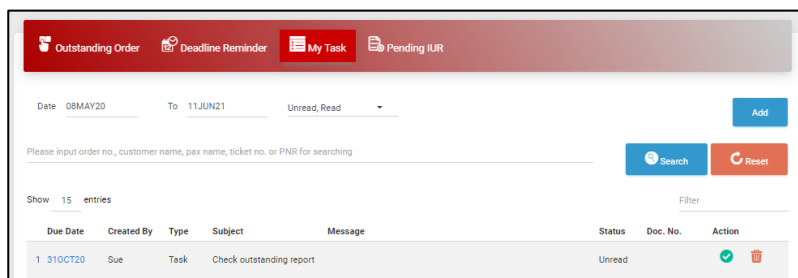 Outstanding Order Deadline Reminder My Task Pending IUR
Date 08MAY20 To 11JUN21 Unread, Read
Add
Please input order no., customer name, pax name, ticket no. or PNR for searching
Search Reset
Show 15 entries Filter
Due Date Created By Type Subject Message Status Doc. No. Action
1 31OCT20 Sue Task Check outstanding report Unread